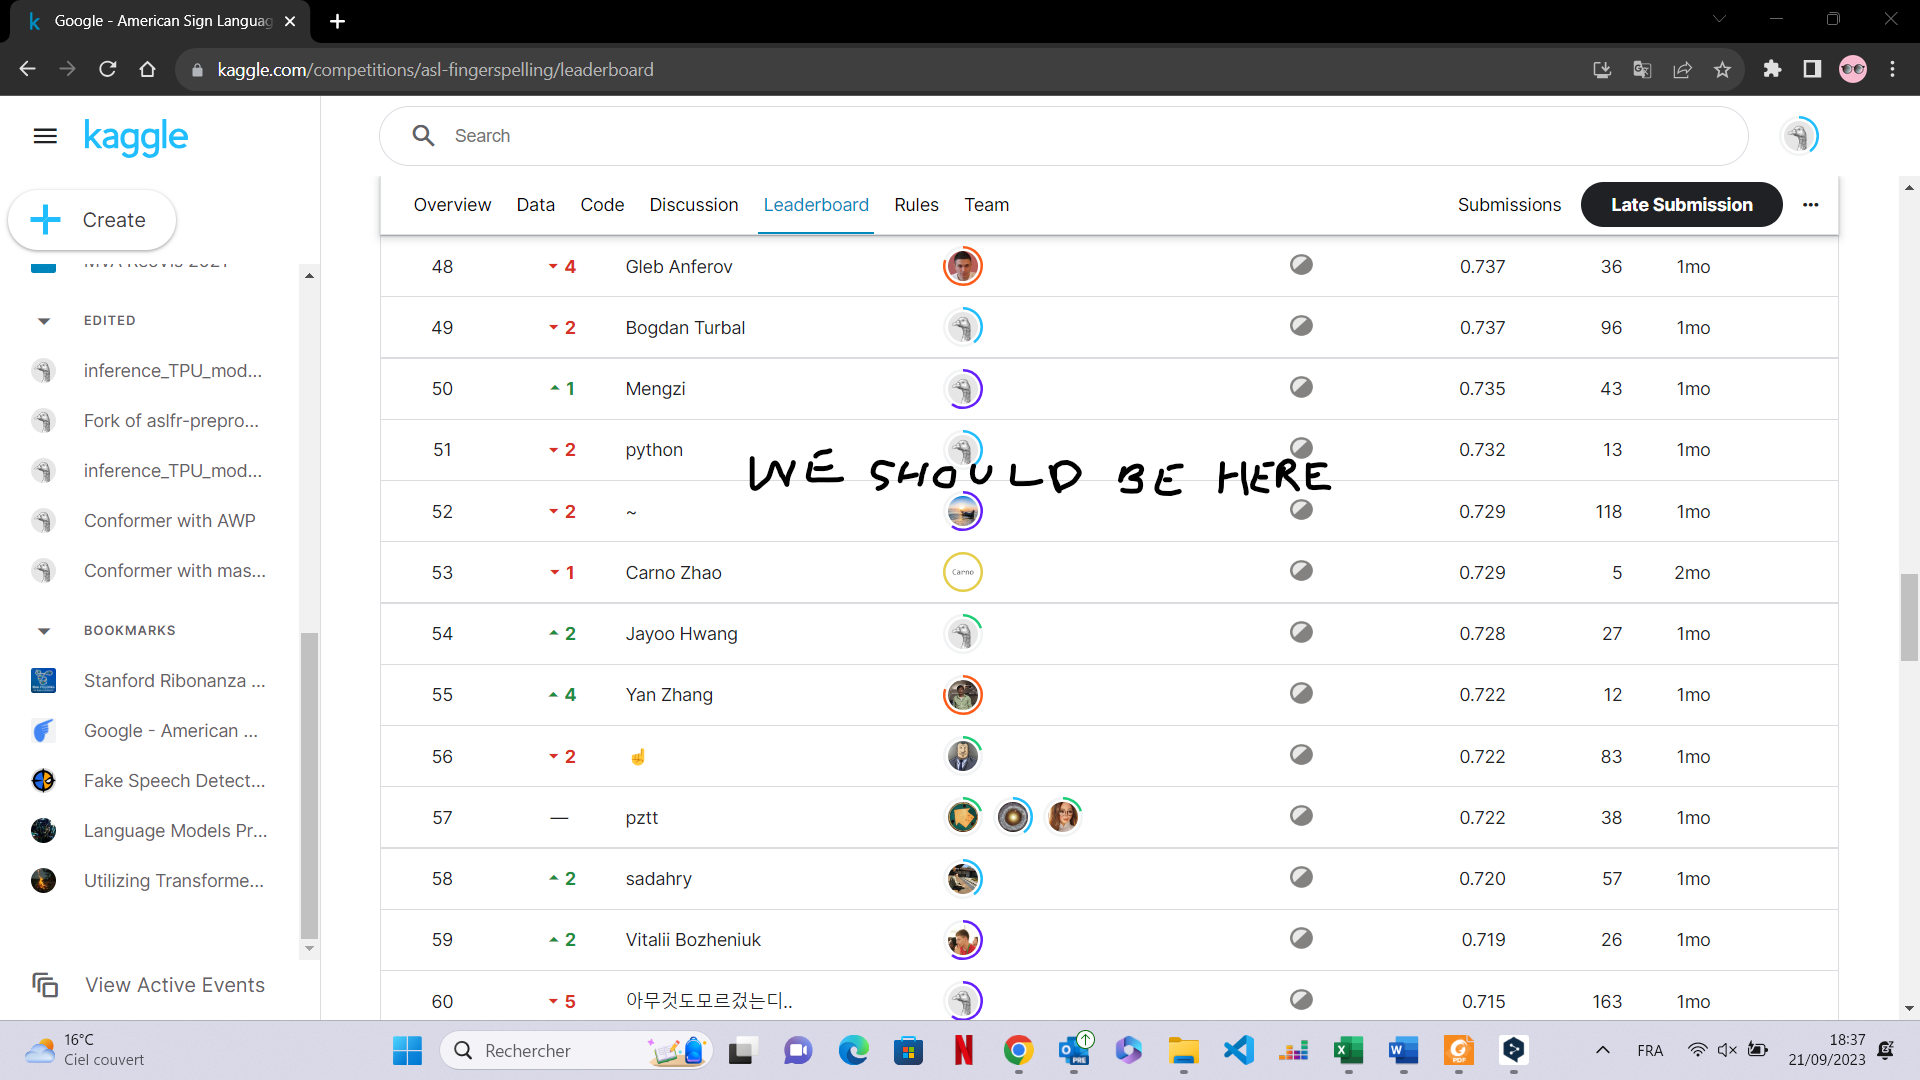 Google - American Sign Languag
kaggle.com/competitions/asl-fingerspelling/leaderboard
kaggle
Search
Create
Overview Data Code Discussion Leaderboard Rules Team Submissions Late Submission
EDITED
inference_TPU_mod...
Fork of aslfr-prepro...
inference_TPU_mod...
Conformer with AWP
Conformer with mas...
BOOKMARKS
Stanford Ribonanza ...
Google - American ...
Fake Speech Detect...
Language Models Pr...
Utilizing Transforme...
View Active Events
48 4 Gleb Anferov 0.737 36 1mo
49 2 Bogdan Turbal 0.737 96 1mo
50 1 Mengzi 0.735 43 1mo
51 2 python 0.732 13 1mo
WE SHOULD BE HERE
52 2 ~ 0.729 118 1mo
53 1 Carno Zhao Carno 0.729 5 2mo
54 2 Jayoo Hwang 0.728 27 1mo
55 4 Yan Zhang 0.722 12 1mo
56 2 ☝ 0.722 83 1mo
57 — pztt 0.722 38 1mo
58 2 sadahry 0.720 57 1mo
59 2 Vitalii Bozheniuk 0.719 26 1mo
60 5 아무것도모르겄는디.. 0.715 163 1mo
16°C
Ciel couvert
Rechercher
PRE
PDF
FRA
18:37
21/09/2023